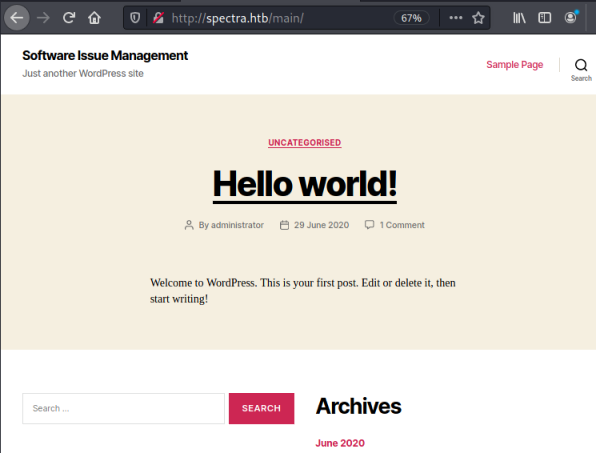 http://spectra.htb/main/
67%
Software Issue Management
Just another WordPress site
Sample Page
Search
UNCATEGORISED
Hello world!
By administrator
29 June 2020
1 Comment
Welcome to WordPress. This is your first post. Edit or delete it, then
start writing!
Search ...
SEARCH
Archives
June 2020